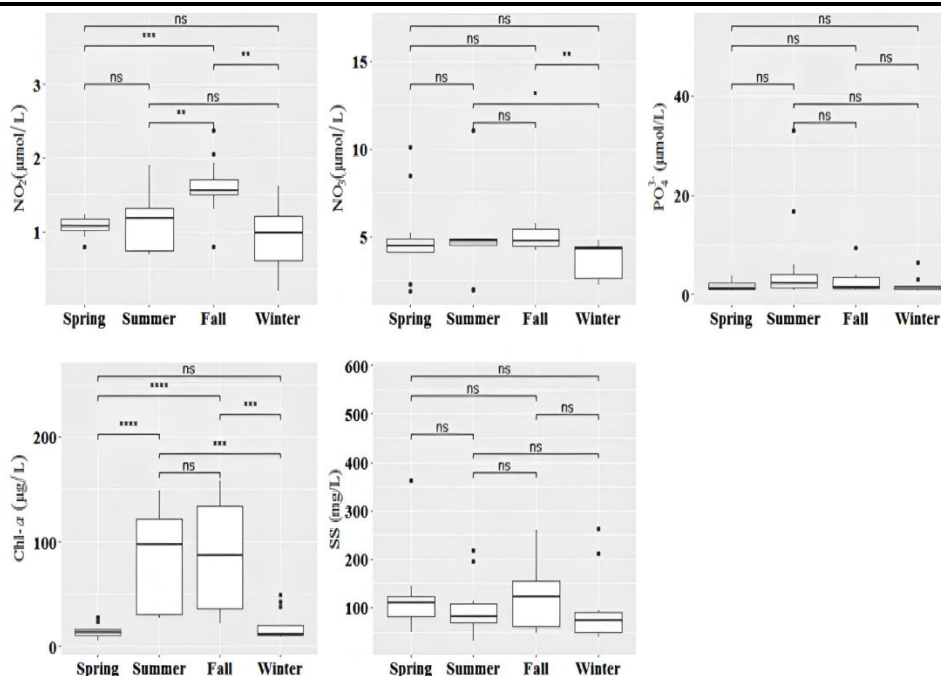 NO₂⁻(μmol/L)
ns
***
**
3
ns
ns
**
2
1
Spring Summer Fall Winter
NO₃⁻(μmol/L)
15
ns
ns
**
ns
ns
10
5
Spring Summer Fall Winter
PO₄³⁻ (μmol/L)
ns
ns
ns
ns
ns
40
ns
20
0
Spring Summer Fall Winter
Chl-a (μg/L)
ns
****
***
****
200
***
ns
100
0
Spring Summer Fall Winter
SS (mg/L)
600
ns
ns
500
ns
ns
ns
400
ns
300
200
100
Spring Summer Fall Winter